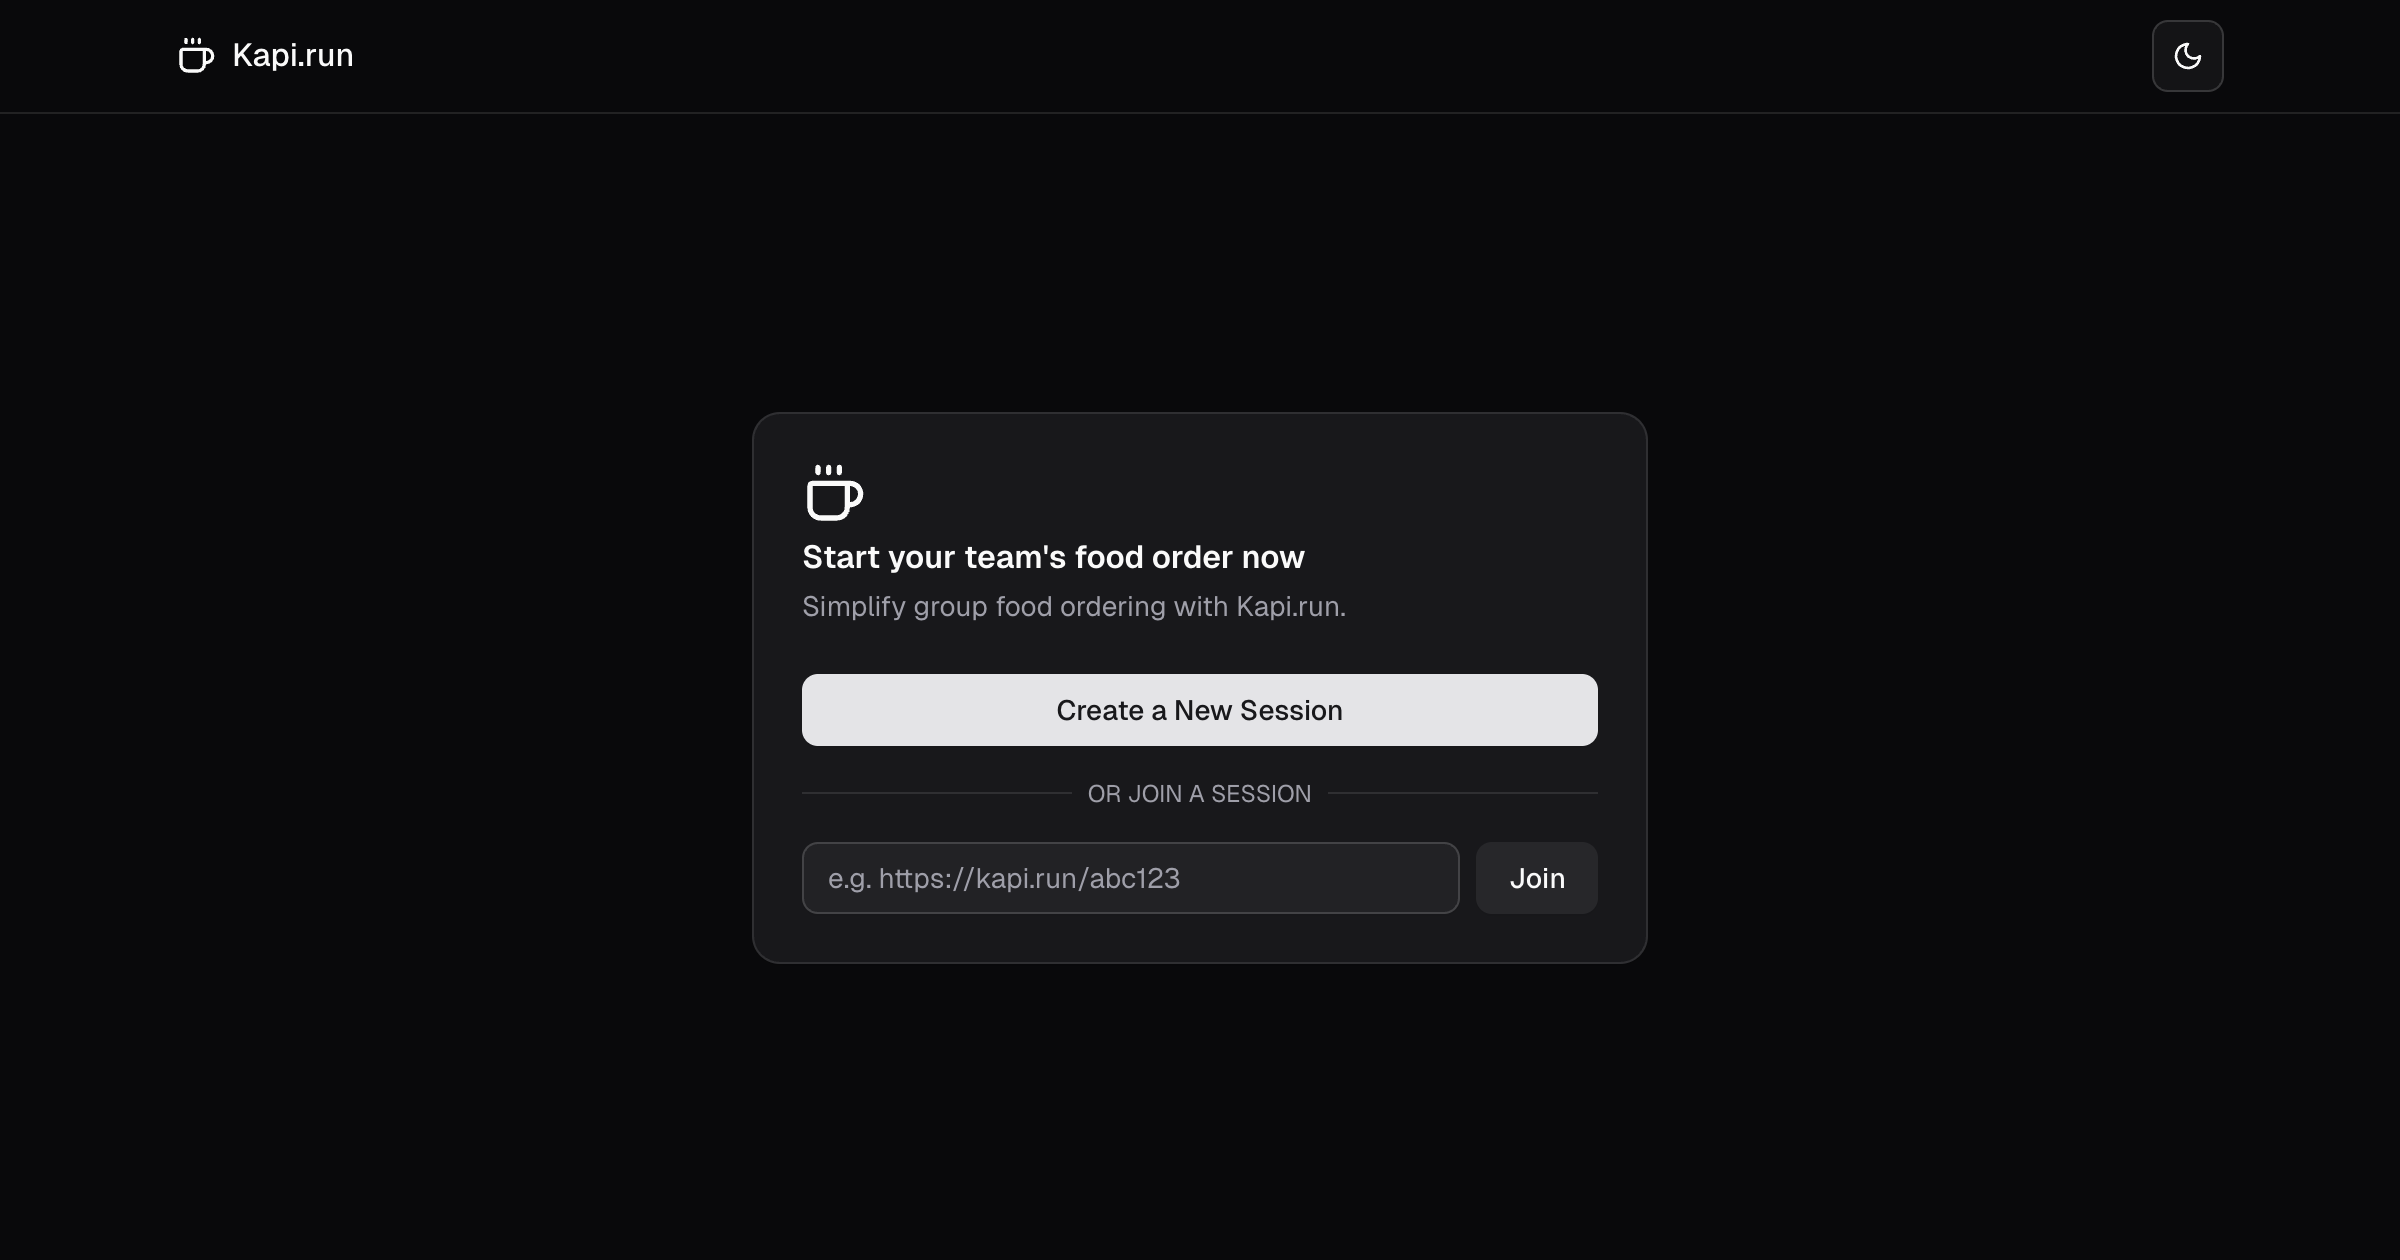 Kapi.run
Start your team's food order now
Simplify group food ordering with Kapi.run.
Create a New Session
OR JOIN A SESSION
e.g. https://kapi.run/abc123
Join